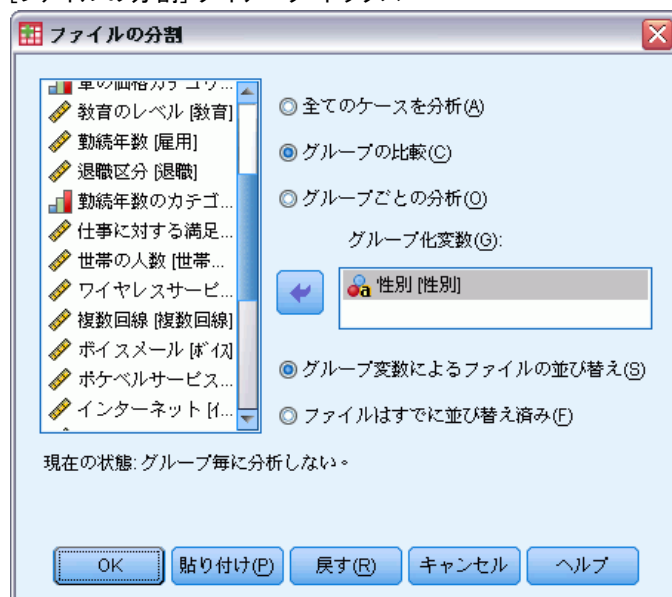 ファイルの分割
教育のレベル [教育]
勤続年数 [雇用]
退職区分 [退職]
勤続年数のカテゴ...
仕事に対する満足...
世帯の人数 [世帯...
ワイヤレスサービ...
複数回線 [複数回線]
ボイスメール [ボイス]
ポケベルサービス...
インターネット [イ...
全てのケースを分析(A)
グループの比較(C)
グループごとの分析(O)
グループ化変数(G):
性別 [性別]
グループ変数によるファイルの並び替え(S)
ファイルはすでに並び替え済み(F)
現在の状態: グループ毎に分析しない。
OK
貼り付け(P)
戻す(R)
キャンセル
ヘルプ